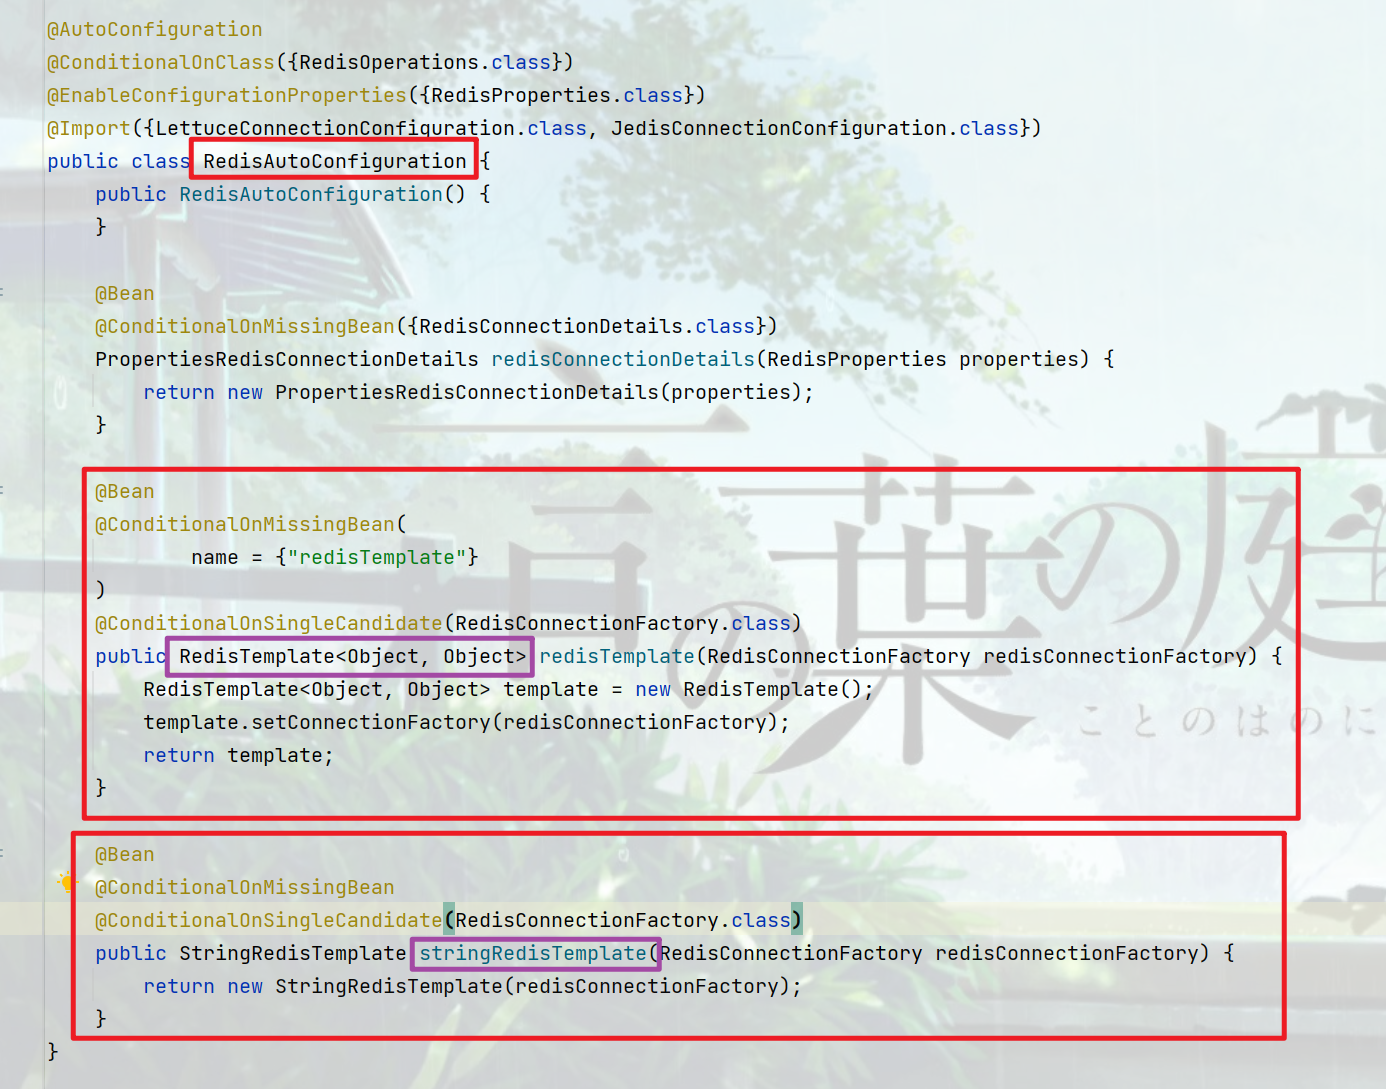 @AutoConfiguration
@ConditionalOnClass({RedisOperations.class})
@EnableConfigurationProperties({RedisProperties.class})
@Import({LettuceConnectionConfiguration.class, JedisConnectionConfiguration.class})
public class RedisAutoConfiguration {
    public RedisAutoConfiguration() {
    }

    @Bean
    @ConditionalOnMissingBean({RedisConnectionDetails.class})
    PropertiesRedisConnectionDetails redisConnectionDetails(RedisProperties properties) {
        return new PropertiesRedisConnectionDetails(properties);
    }

    @Bean
    @ConditionalOnMissingBean(
            name = {"redisTemplate"}
    )
    @ConditionalOnSingleCandidate(RedisConnectionFactory.class)
    public RedisTemplate<Object, Object> redisTemplate(RedisConnectionFactory redisConnectionFactory) {
        RedisTemplate<Object, Object> template = new RedisTemplate();
        template.setConnectionFactory(redisConnectionFactory);
        return template;
    }

    @Bean
    @ConditionalOnMissingBean
    @ConditionalOnSingleCandidate(RedisConnectionFactory.class)
    public StringRedisTemplate stringRedisTemplate(RedisConnectionFactory redisConnectionFactory) {
        return new StringRedisTemplate(redisConnectionFactory);
    }
}
言の葉の庭
ことのはのに